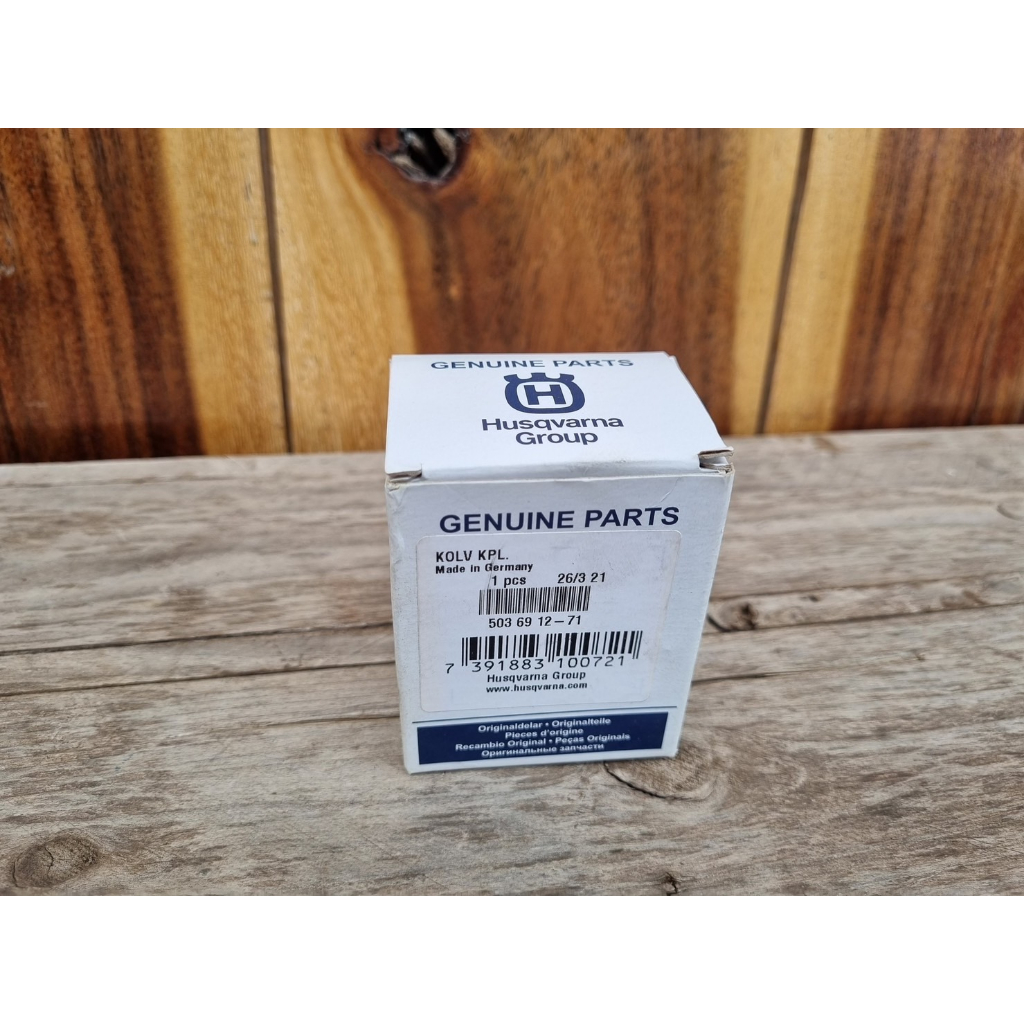 GENUINE PARTS
H
Husqvarna
Group
GENUINE PARTS
KOLV KPL.
Made in Germany
1 pcs 26/3 21
503 69 12-71
7 391883 100721
Husqvarna Group
www.husqvarna.com
Originaldelar • Originalteile
Pieces d'origine
Recambio Original • Peças Originais
Оригинальные запчасти